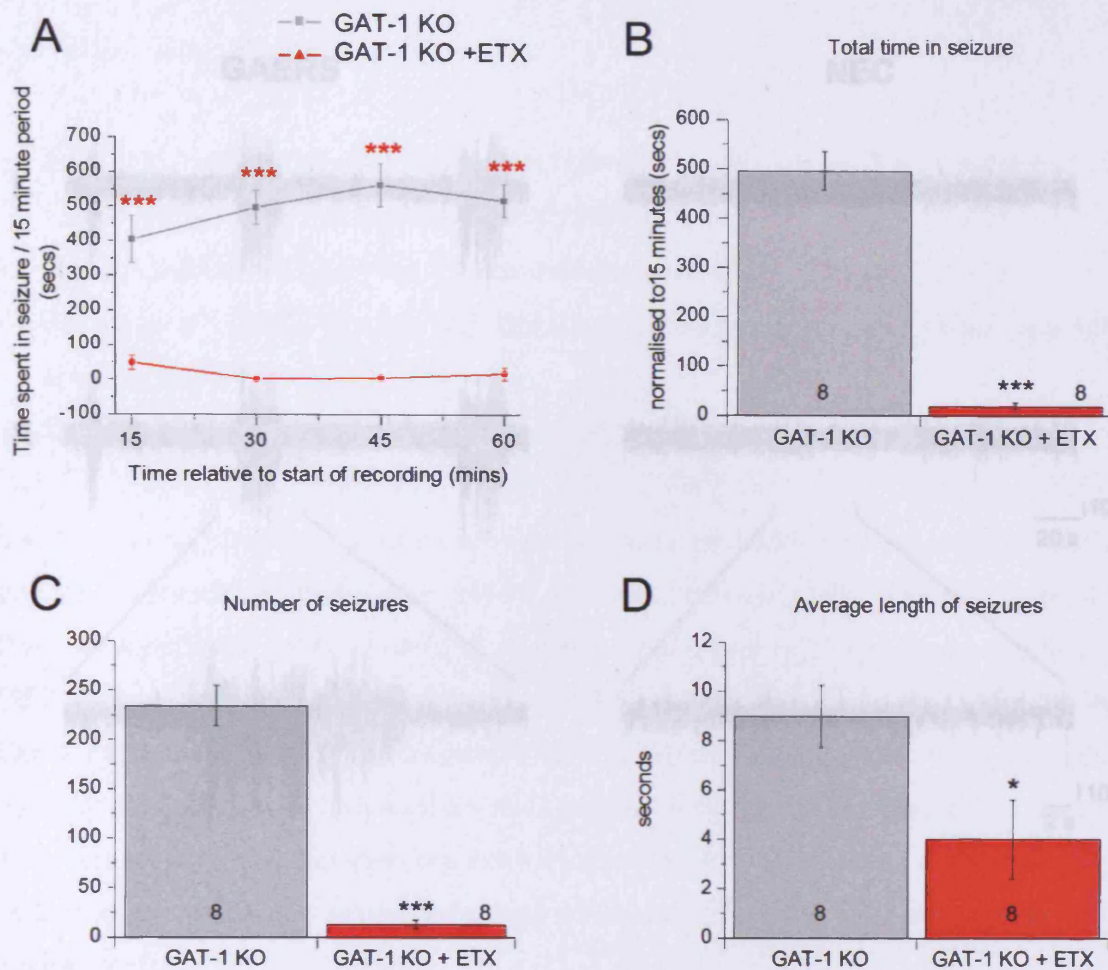 A
GAT-1 KO
GAT-1 KO +ETX
Time spent in seizure / 15 minute period
(secs)
700
600
500
400
300
200
100
0
-100
***
***
***
***
15
30
45
60
Time relative to start of recording (mins)
B
Total time in seizure
normalised to15 minutes (secs)
600
500
400
300
200
100
0
8
***
8
GAT-1 KO
GAT-1 KO + ETX
GAERS
NEC
20 s
C
Number of seizures
300
250
200
150
100
50
0
8
***
8
GAT-1 KO
GAT-1 KO + ETX
D
Average length of seizures
seconds
12
10
8
6
4
2
0
8
*
8
GAT-1 KO
GAT-1 KO + ETX